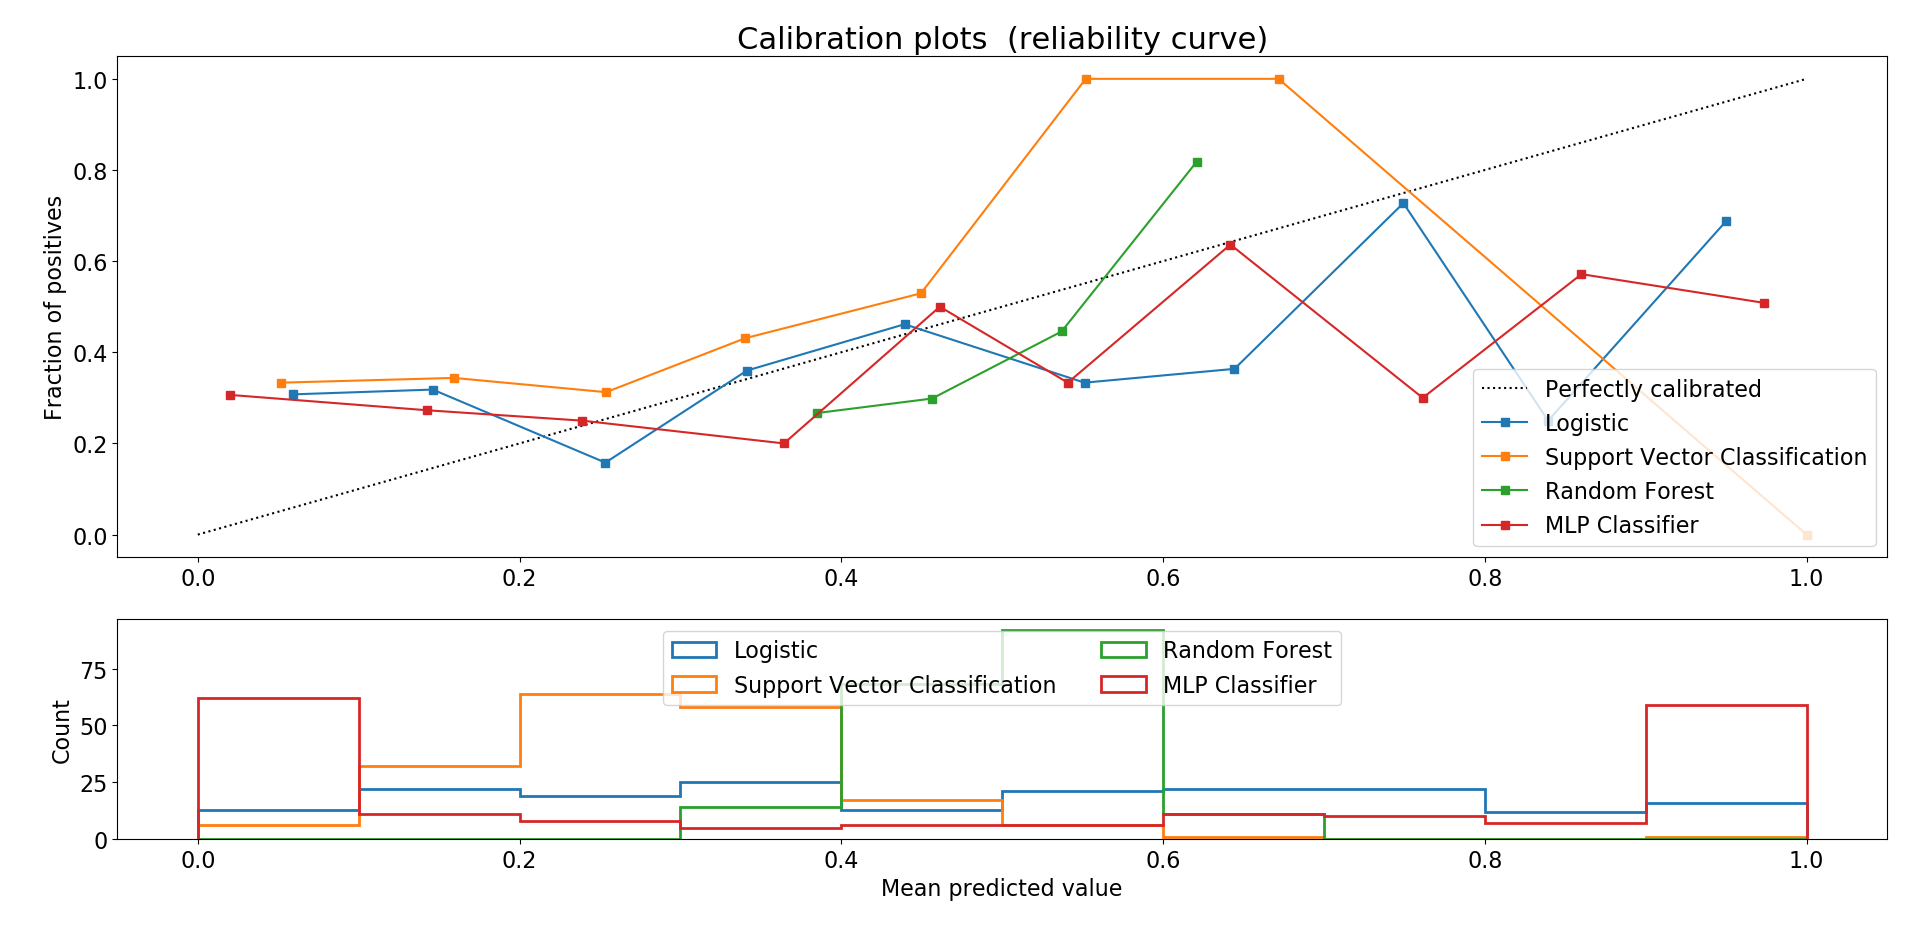 Calibration plots  (reliability curve)
Fraction of positives
1.0
0.8
0.6
0.4
0.2
0.0
0.0 0.2 0.4 0.6 0.8 1.0
Perfectly calibrated
Logistic
Support Vector Classification
Random Forest
MLP Classifier
Count
75
50
25
0
Logistic
Support Vector Classification
Random Forest
MLP Classifier
0.0 0.2 0.4 0.6 0.8 1.0
Mean predicted value